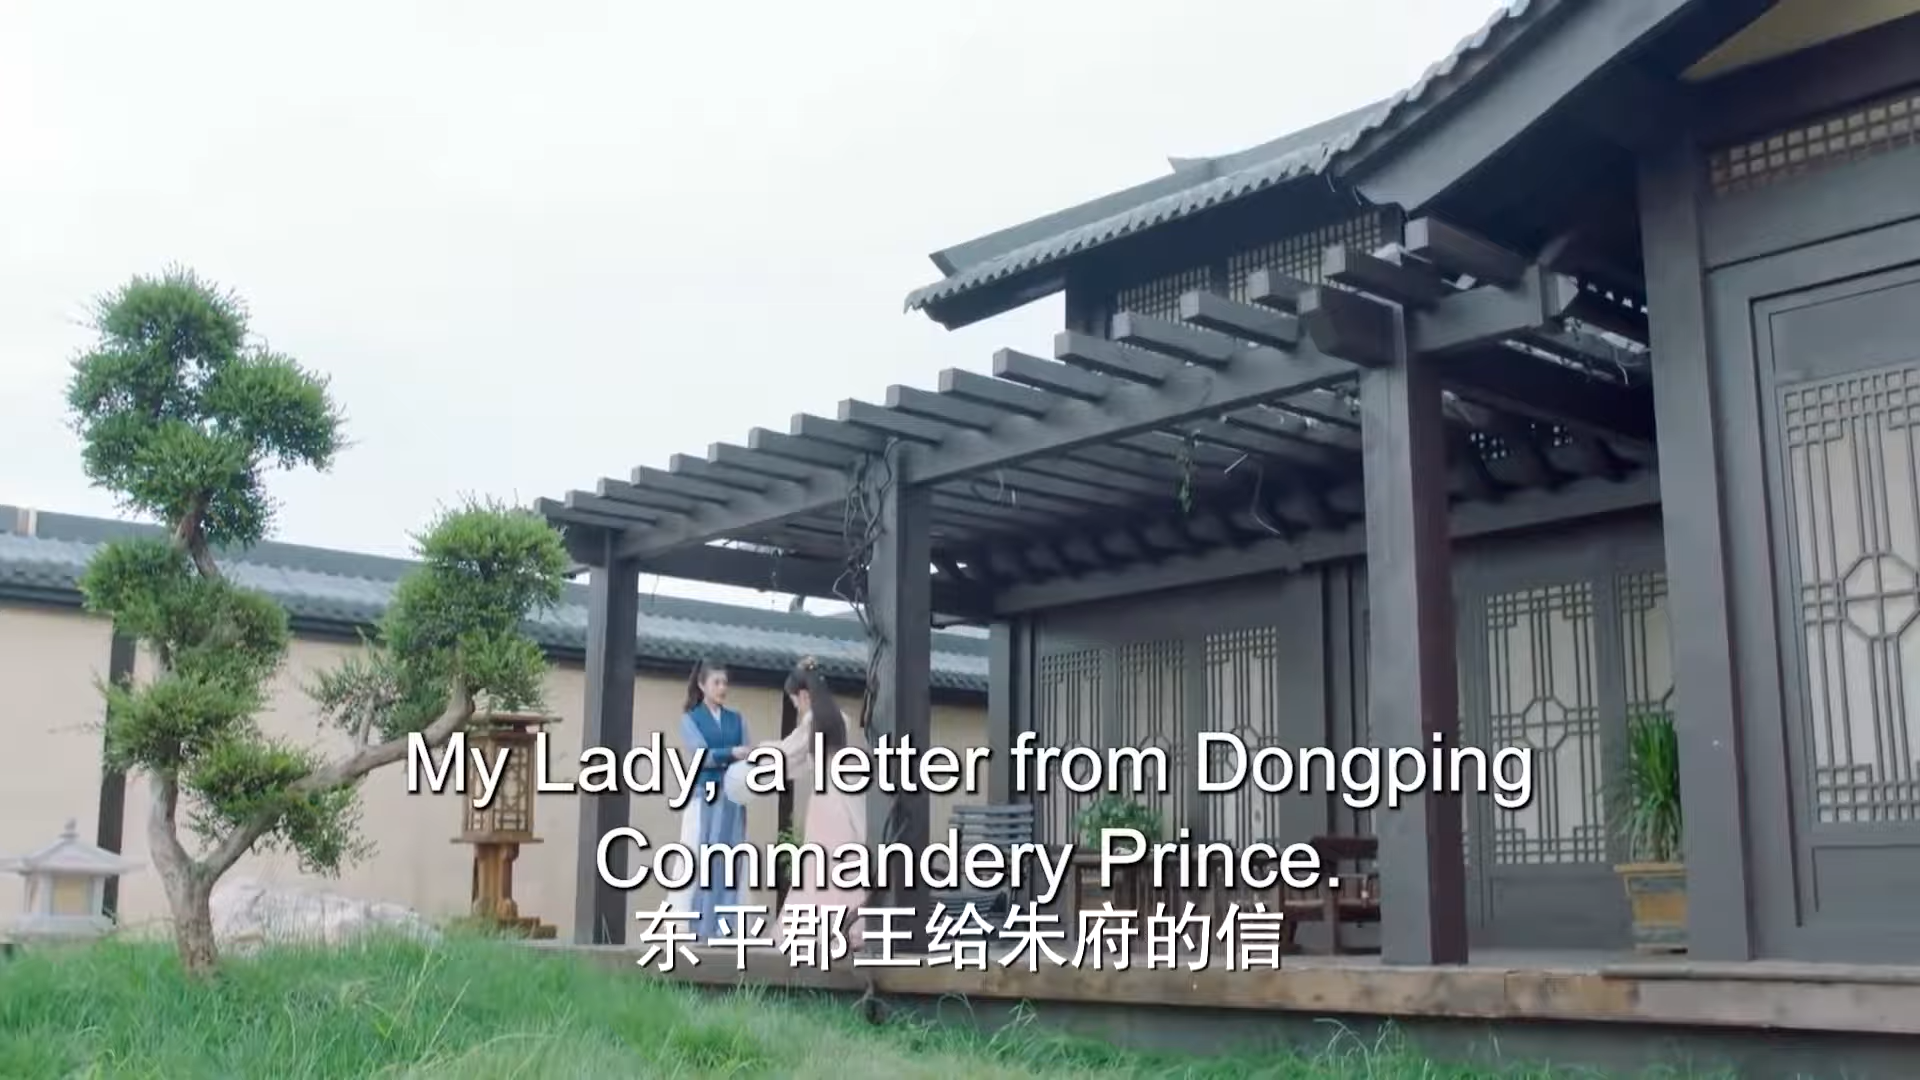 My Lady, a letter from Dongping
Commandery Prince.
东平郡王给朱府的信